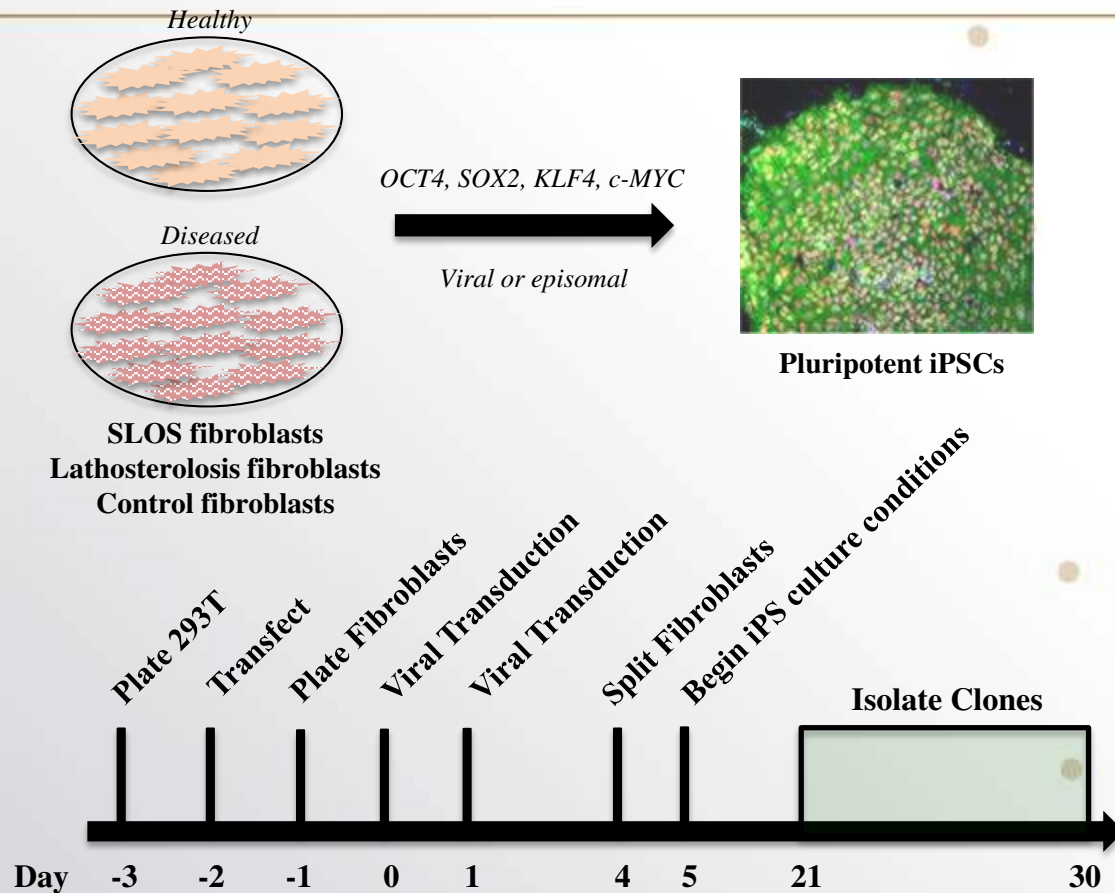 Healthy
OCT4, SOX2, KLF4, c-MYC
Diseased
Viral or episomal
Pluripotent iPSCs
SLOS fibroblasts
Lathosterolosis fibroblasts
Control fibroblasts
Plate 293T
Transfect
Plate Fibroblasts
Viral Transduction
Viral Transduction
Split Fibroblasts
Begin iPS culture conditions
Isolate Clones
Day -3 -2 -1 0 1 4 5 21 30